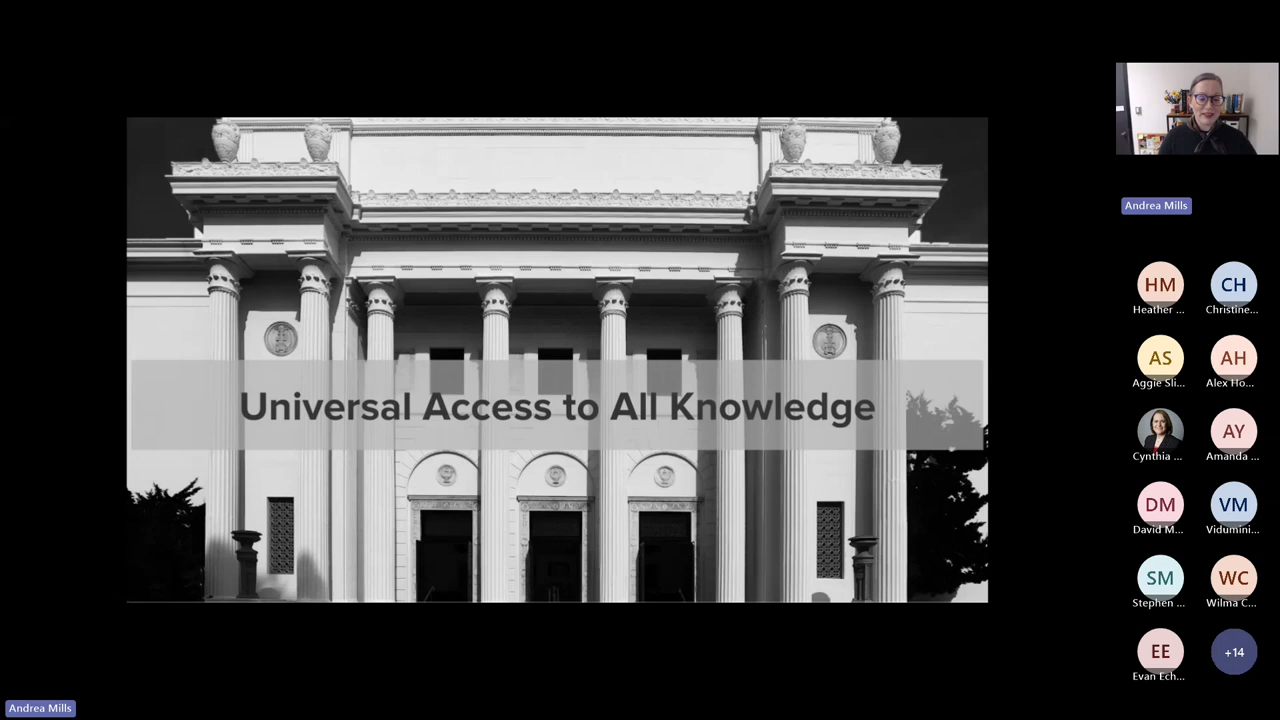 Universal Access to All Knowledge
Andrea Mills
HM
CH
Heather ...
Christine...
AS
AH
Aggie Sli...
Alex Ho...
AY
Cynthia ...
Amanda ...
DM
VM
David M...
Vidumini...
SM
WC
Stephen ...
Wilma C...
EE
+14
Evan Ech...
Andrea Mills